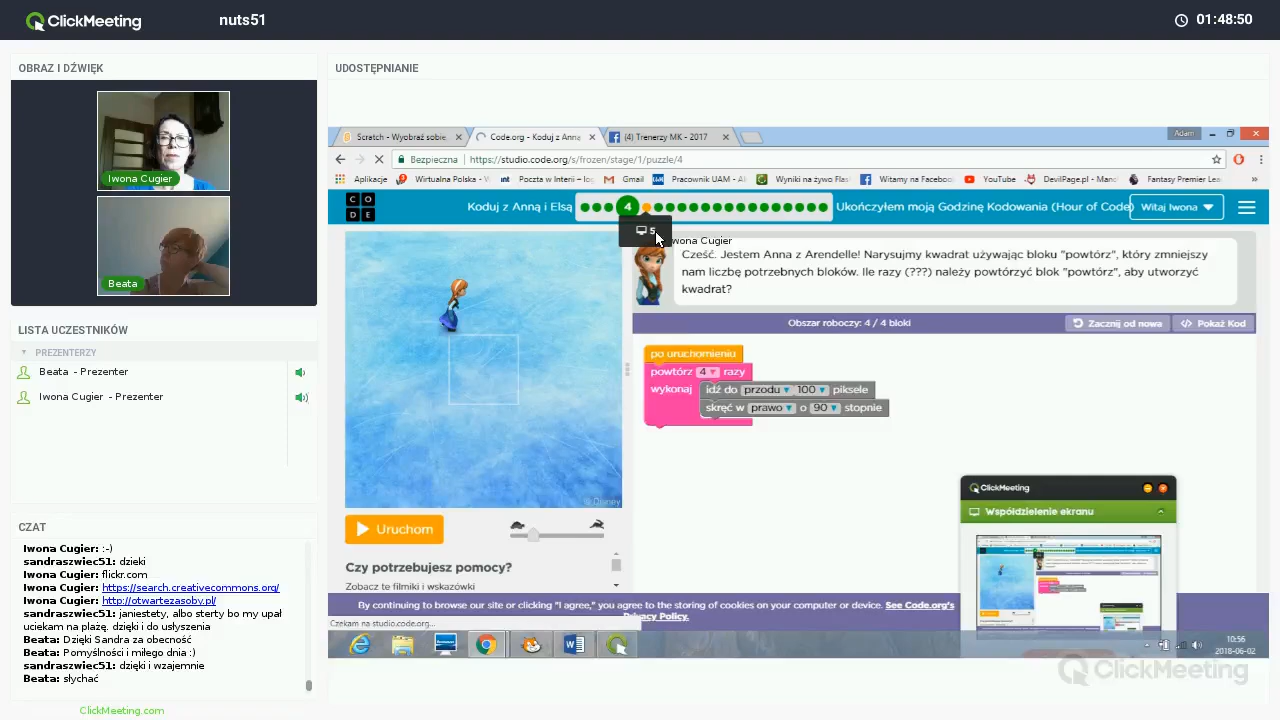 ClickMeeting
nuts51
01:48:50
OBRAZ I DŹWIĘK
Iwona Cugier
Beata
LISTA UCZESTNIKÓW
PREZENTERZY
Beata - Prezenter
Iwona Cugier - Prezenter
CZAT
Iwona Cugier: :-)
sandraszwiec51: dzieki
Iwona Cugier: flickr.com
Iwona Cugier: https://search.creativecommons.org/
Iwona Cugier: http://otwartezasoby.pl/
sandraszwiec51: janiestety, albo sterty bo my upał
uciekam na plażę. dzięki i do usłyszenia
Beata: Dzięki Sandra za obecność
Beata: Pomyślności i miłego dnia :)
sandraszwiec51: dzięki i wzajemnie
Beata: słychać
ClickMeeting.com
UDOSTĘPNIANIE
Scratch - Wyobraź sobie
Code.org - Koduj z Anną
(4) Trenerzy MK - 2017
Adam
Bezpieczna
https://studio.code.org/s/frozen/stage/1/puzzle/4
Aplikacje
Wirtualna Polska - W
Poczta w Interii – log
Gmail
Pracownik UAM - A
Wyniki na żywo Flas
Witamy na Facebook
YouTube
DevilPage.pl - Manc
Fantasy Premier Leag
CODE
Koduj z Anną i Elsą
4
Ukończyłem moją Godzinę Kodowania (Hour of Code)
Witaj Iwona
5
Iwona Cugier
Cześć. Jestem Anna z Arendelle! Narysujmy kwadrat używając bloku "powtórz", który zmniejszy
nam liczbę potrzebnych bloków. Ile razy (???) należy powtórzyć blok "powtórz", aby utworzyć
kwadrat?
Obszar roboczy: 4 / 4 bloki
Zacznij od nowa
Pokaż Kod
po uruchomieniu
powtórz 4 razy
wykonaj
idź do przodu 100 piksele
skręć w prawo o 90 stopnie
© Disney
Uruchom
Czy potrzebujesz pomocy?
Zobacz te filmiki i wskazówki
ClickMeeting
Współdzielenie ekranu
By continuing to browse our site or clicking "I agree," you agree to the storing of cookies on your computer or device. See Code.org's
Privacy Policy.
Czekam na studio.code.org...
10:56
2018-06-02
ClickMeeting